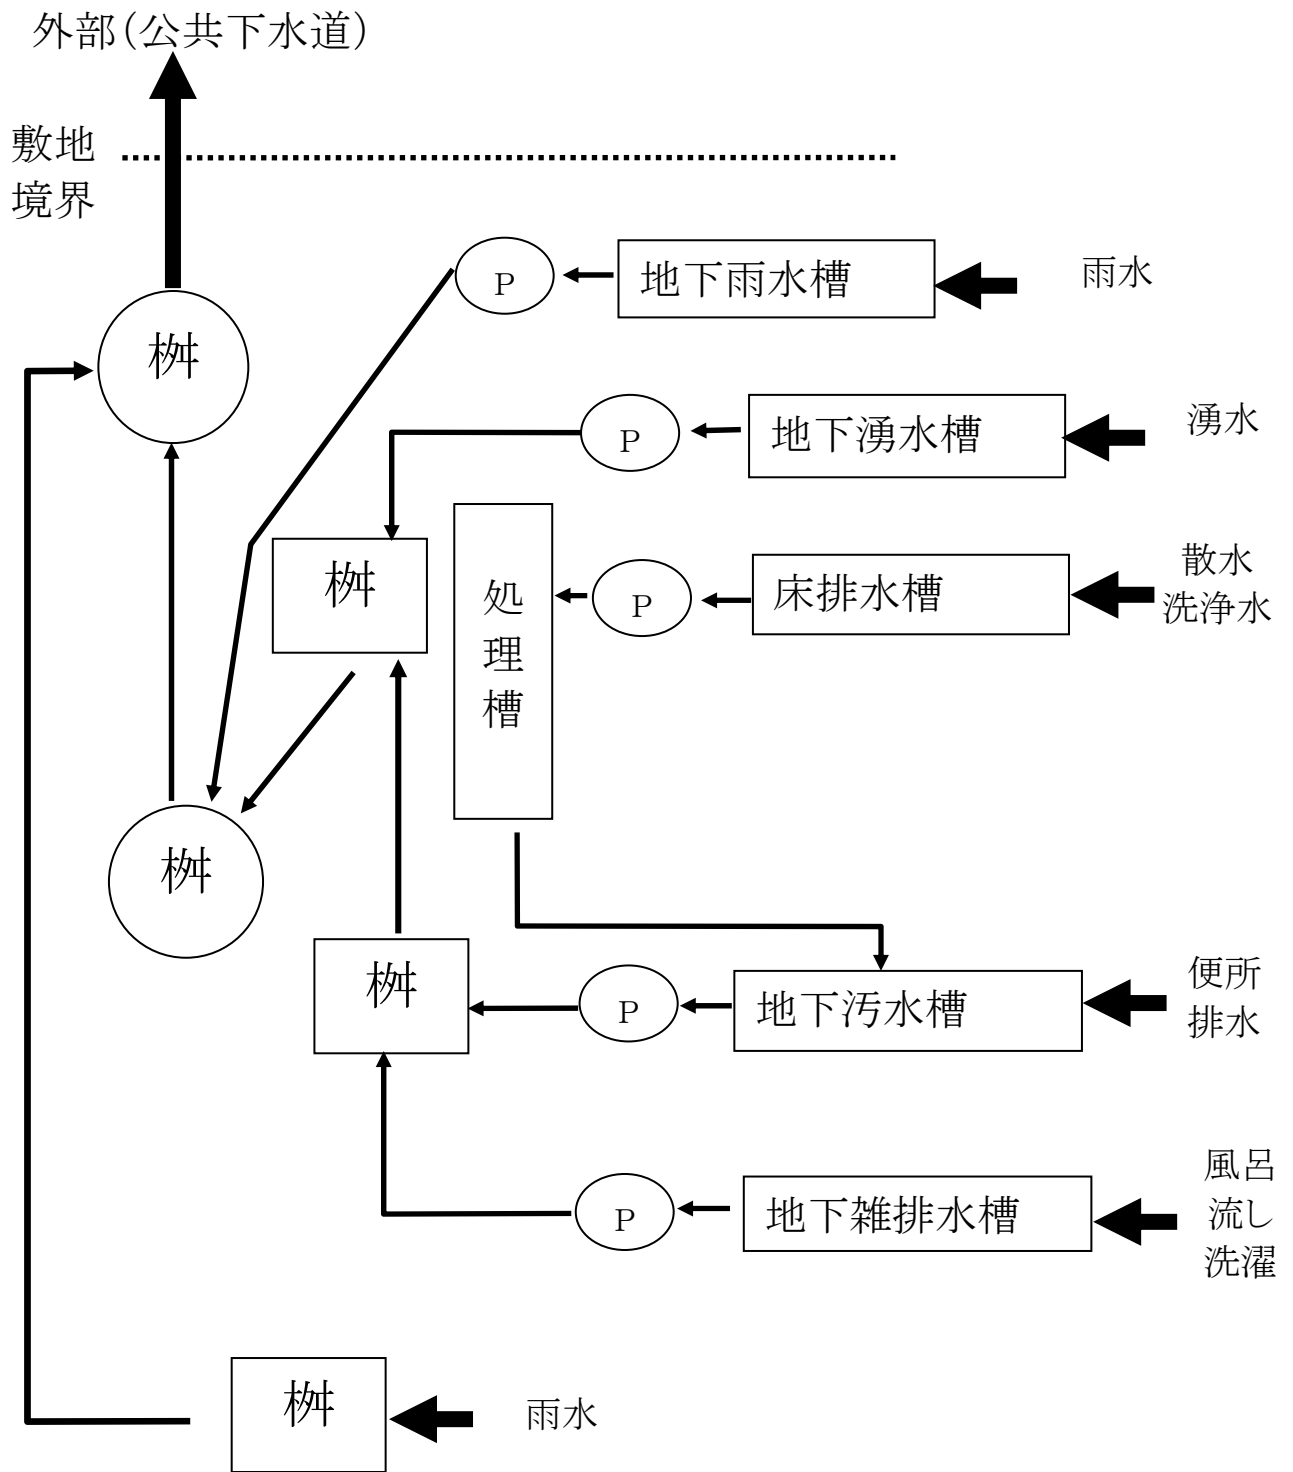 外部(公共下水道)
敷地
境界
P
地下雨水槽
雨水
桝
P
地下湧水槽
湧水
桝
処
理
槽
P
床排水槽
散水
洗浄水
桝
桝
P
地下汚水槽
便所
排水
P
地下雑排水槽
風呂
流し
洗濯
桝
雨水